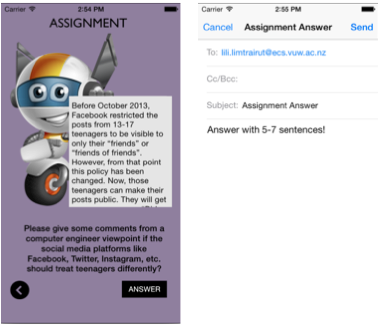 Carrier 2:54 PM
ASSIGNMENT
Before October 2013,
Facebook restricted the
posts from 13-17
teenagers to be visible to
only their "friends" or
"friends of friends".
However, from that point
this policy has been
changed. Now, those
teenagers can make their
posts public. They will get
Please give some comments from a
computer engineer viewpoint if the
social media platforms like
Facebook, Twitter, Instagram, etc.
should treat teenagers differently?
ANSWER
Carrier 2:55 PM
Cancel Assignment Answer Send
To: lili.limtrairut@ecs.vuw.ac.nz
Cc/Bcc:
Subject: Assignment Answer
Answer with 5-7 sentences!